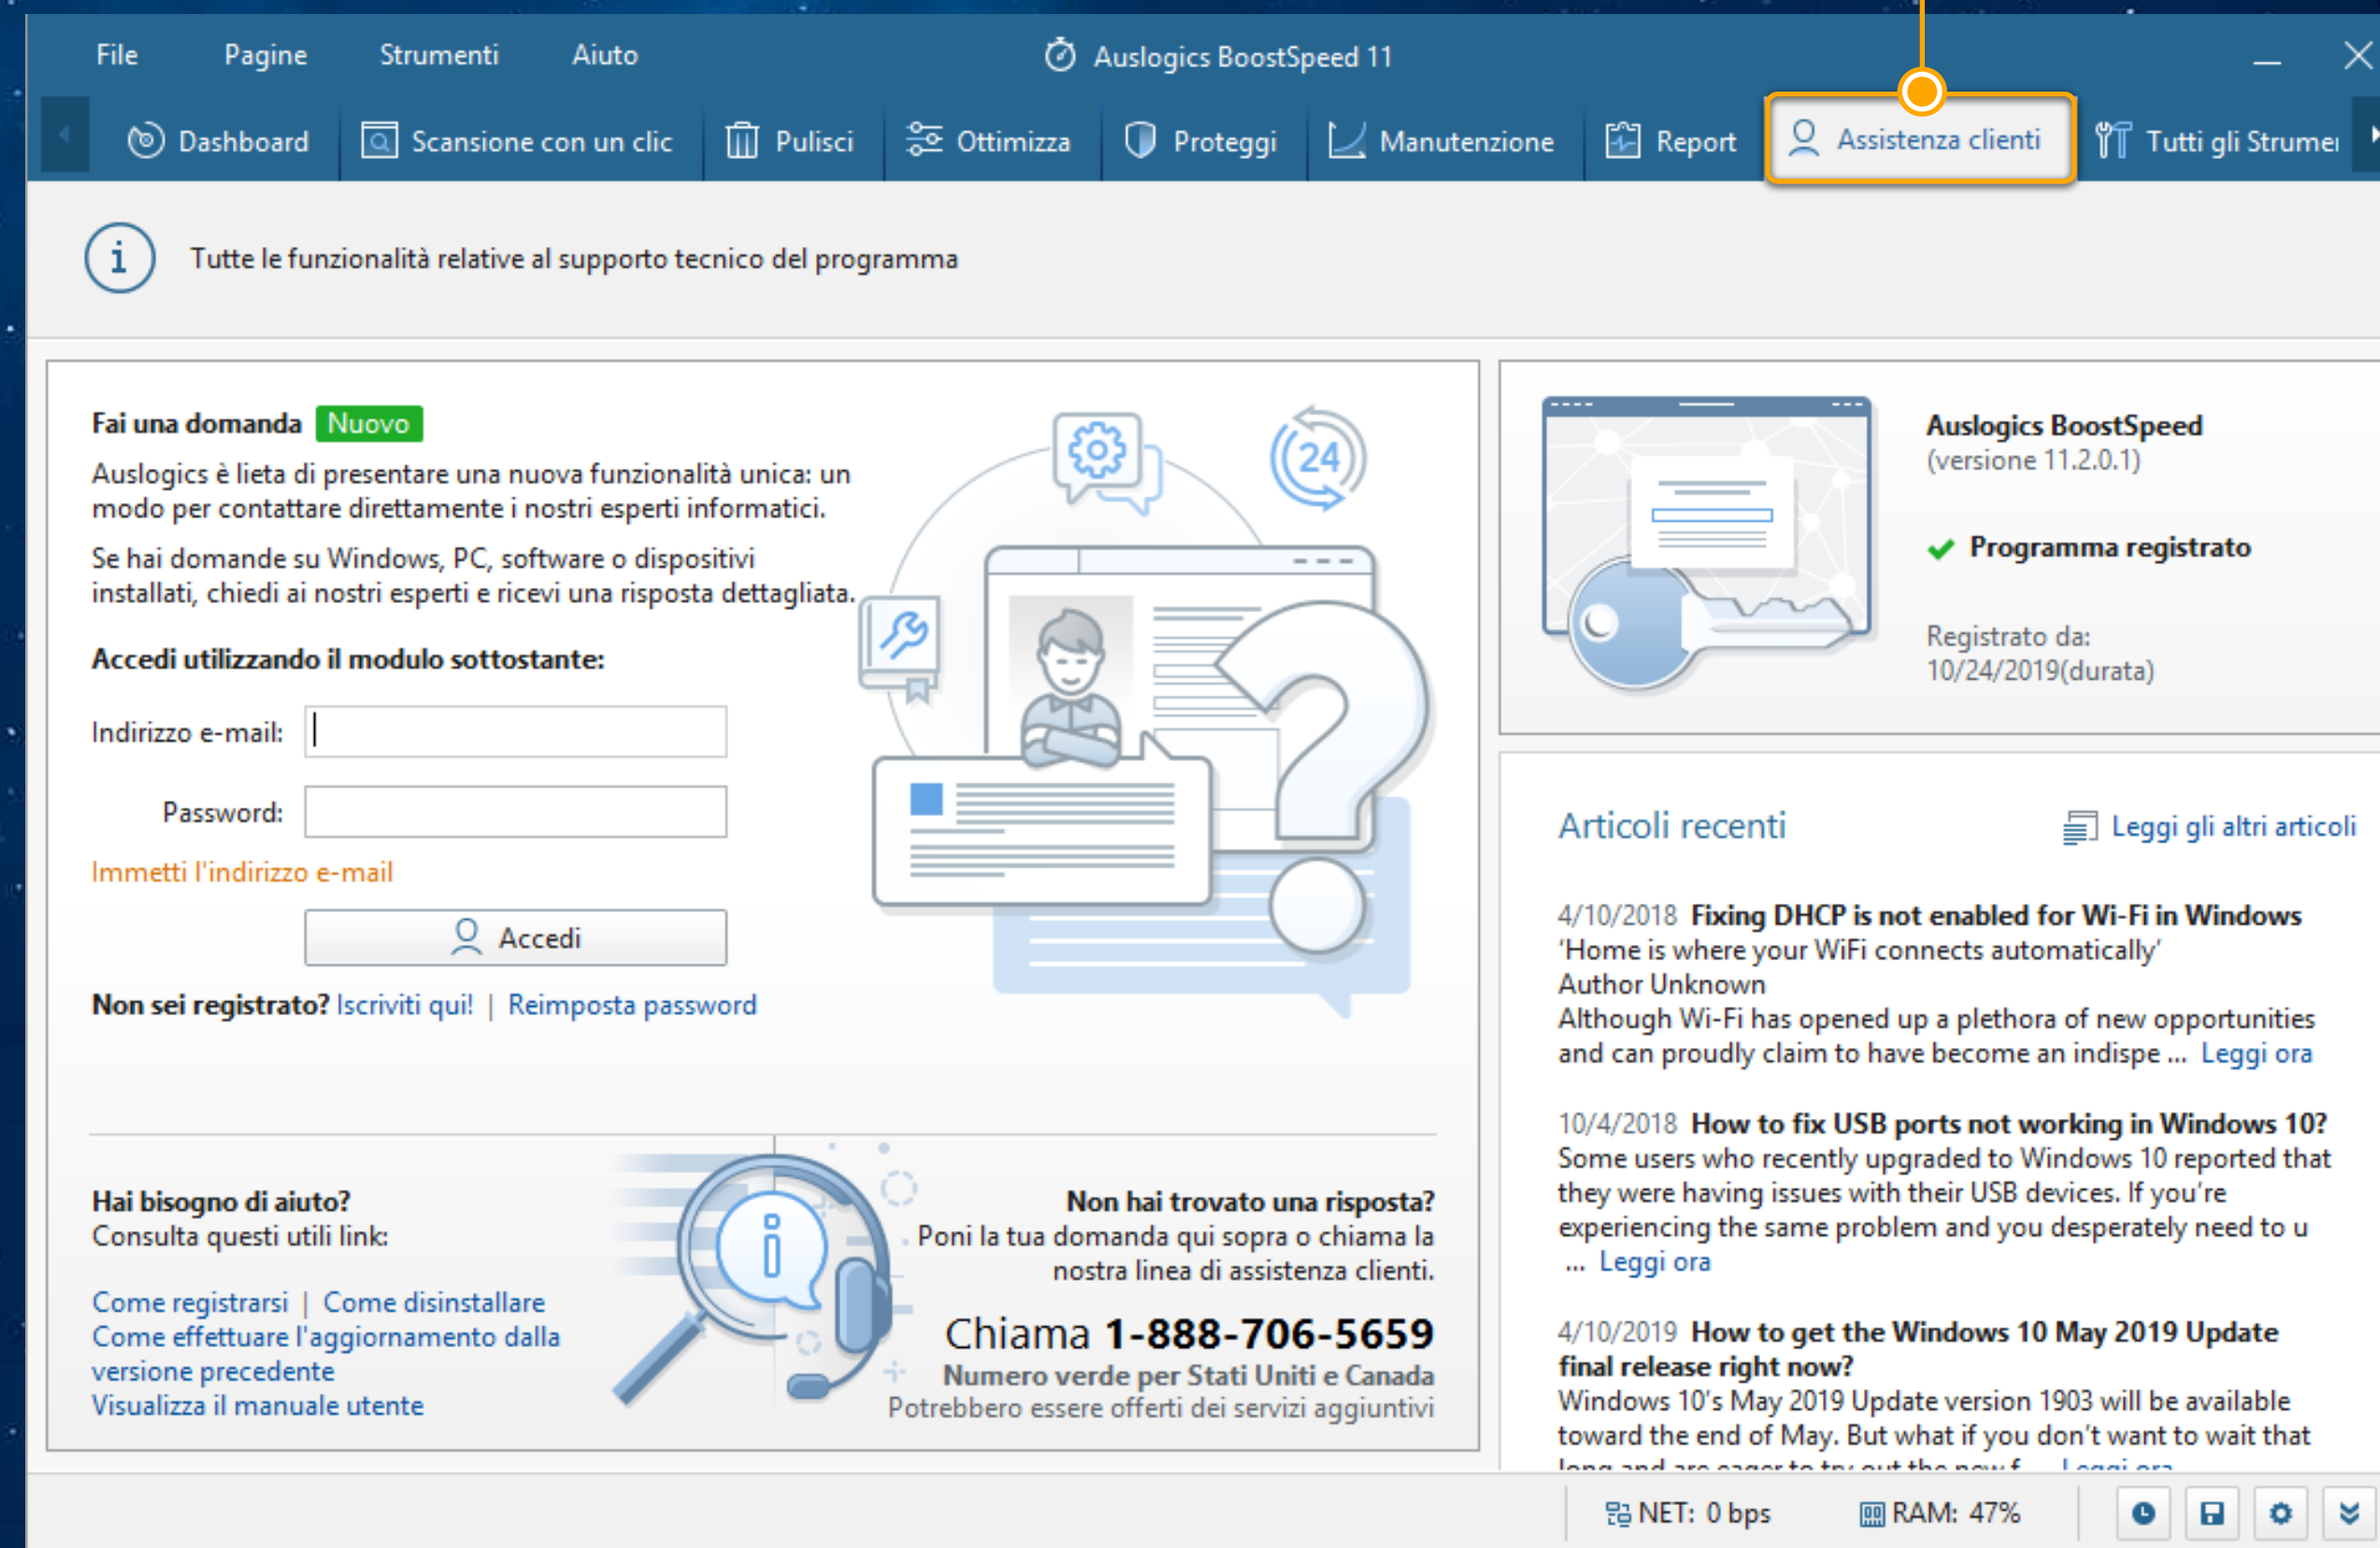 File Pagine Strumenti Aiuto Auslogics BoostSpeed 11
Dashboard Scansione con un clic Pulisci Ottimizza Proteggi Manutenzione Report Assistenza clienti Tutti gli Strumen
Tutte le funzionalità relative al supporto tecnico del programma
Fai una domanda Nuovo
Auslogics è lieta di presentare una nuova funzionalità unica: un
modo per contattare direttamente i nostri esperti informatici.
Se hai domande su Windows, PC, software o dispositivi
installati, chiedi ai nostri esperti e ricevi una risposta dettagliata.
Accedi utilizzando il modulo sottostante:
Indirizzo e-mail:
Password:
Immetti l'indirizzo e-mail
Accedi
Non sei registrato? Iscriviti qui! | Reimposta password
24
Hai bisogno di aiuto?
Consulta questi utili link:
Come registrarsi | Come disinstallare
Come effettuare l'aggiornamento dalla
versione precedente
Visualizza il manuale utente
Non hai trovato una risposta?
Poni la tua domanda qui sopra o chiama la
nostra linea di assistenza clienti.
Chiama 1-888-706-5659
Numero verde per Stati Uniti e Canada
Potrebbero essere offerti dei servizi aggiuntivi
Auslogics BoostSpeed
(versione 11.2.0.1)
Programma registrato
Registrato da:
10/24/2019(durata)
Articoli recenti Leggi gli altri articoli
4/10/2018 Fixing DHCP is not enabled for Wi-Fi in Windows
‘Home is where your WiFi connects automatically’
Author Unknown
Although Wi-Fi has opened up a plethora of new opportunities
and can proudly claim to have become an indispe ... Leggi ora
10/4/2018 How to fix USB ports not working in Windows 10?
Some users who recently upgraded to Windows 10 reported that
they were having issues with their USB devices. If you’re
experiencing the same problem and you desperately need to u
... Leggi ora
4/10/2019 How to get the Windows 10 May 2019 Update
final release right now?
Windows 10’s May 2019 Update version 1903 will be available
toward the end of May. But what if you don’t want to wait that
long and are eager to try out the new f ... Leggi ora
NET: 0 bps RAM: 47%